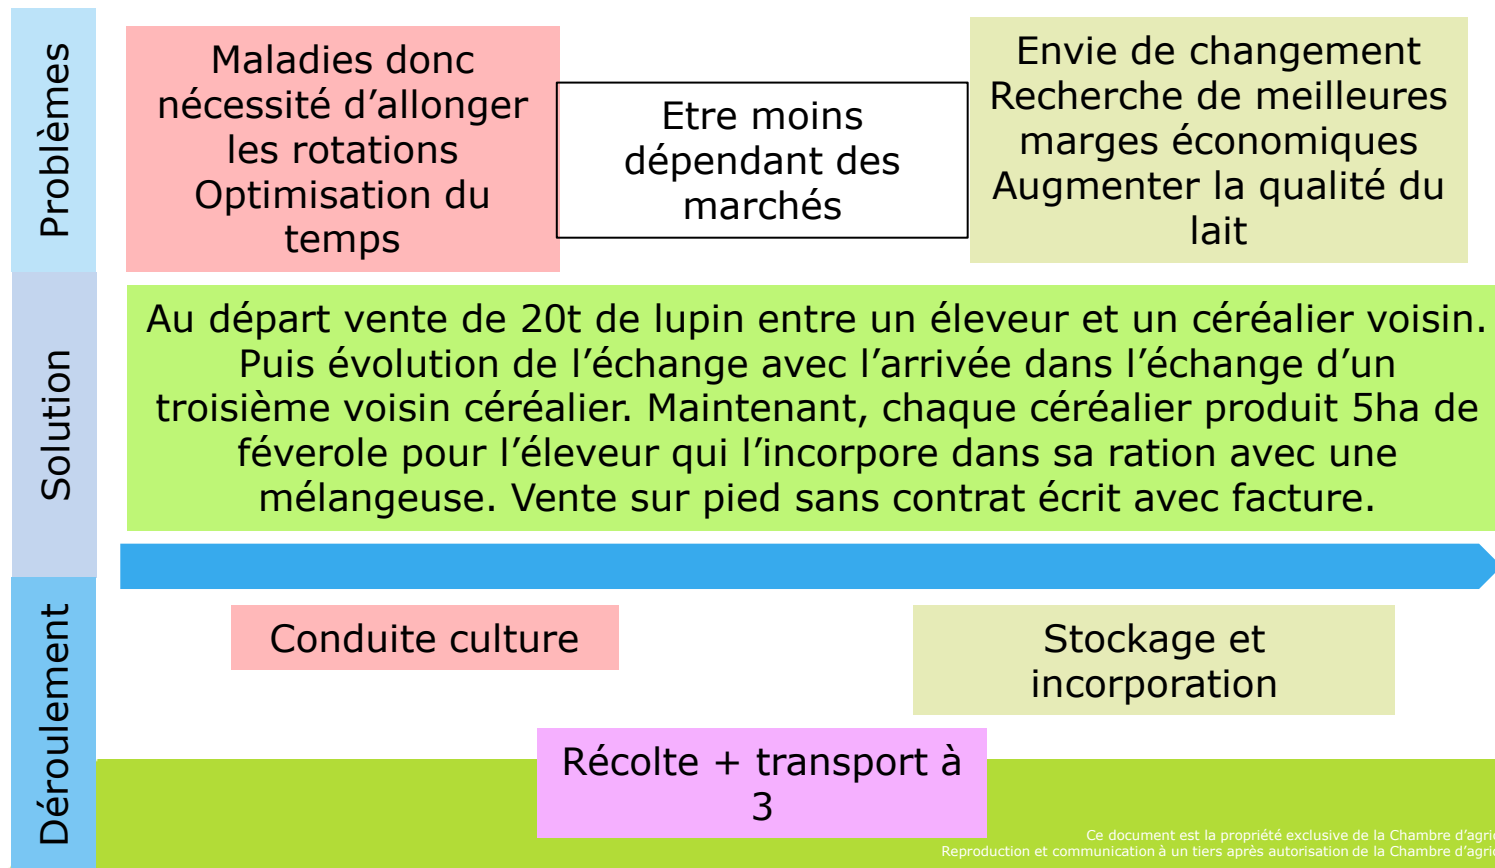 Problèmes
Maladies donc
nécessité d’allonger
les rotations
Optimisation du
temps
Etre moins
dépendant des
marchés
Envie de changement
Recherche de meilleures
marges économiques
Augmenter la qualité du
lait
Solution
Au départ vente de 20t de lupin entre un éleveur et un céréalier voisin.
Puis évolution de l’échange avec l’arrivée dans l’échange d’un
troisième voisin céréalier. Maintenant, chaque céréalier produit 5ha de
féverole pour l’éleveur qui l’incorpore dans sa ration avec une
mélangeuse. Vente sur pied sans contrat écrit avec facture.
Déroulement
Conduite culture
Stockage et
incorporation
Récolte + transport à
3
Ce document est la propriété exclusive de la Chambre d’agri
Reproduction et communication à un tiers après autorisation de la Chambre d’agri